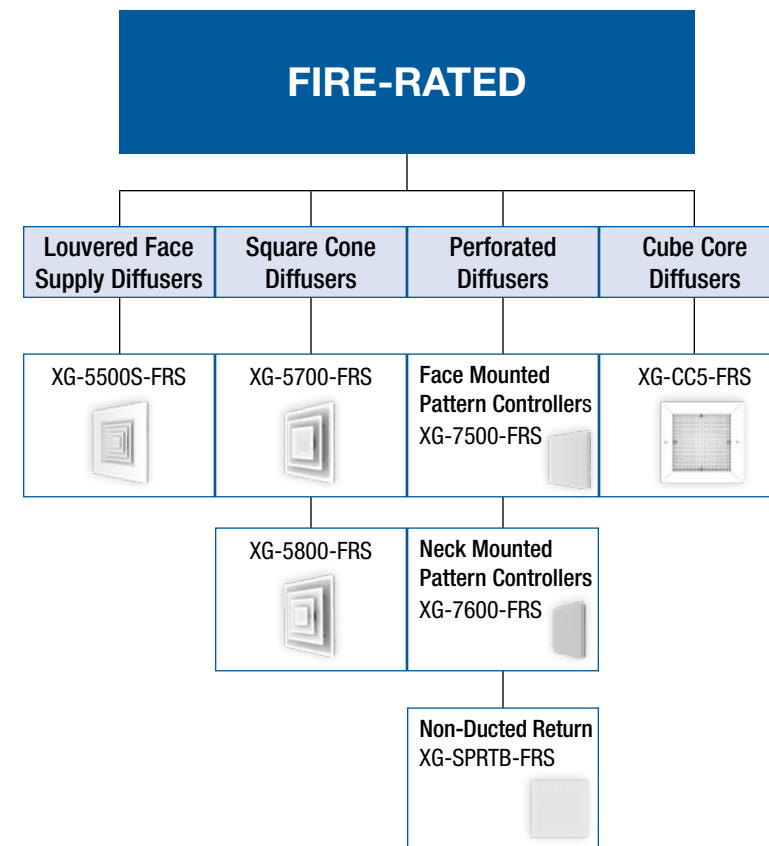 FIRE-RATED
Louvered Face
Supply Diffusers
Square Cone
Diffusers
Perforated
Diffusers
Cube Core
Diffusers
XG-5500S-FRS
XG-5700-FRS
Face Mounted
Pattern Controllers
XG-7500-FRS
XG-CC5-FRS
XG-5800-FRS
Neck Mounted
Pattern Controllers
XG-7600-FRS
Non-Ducted Return
XG-SPRTB-FRS